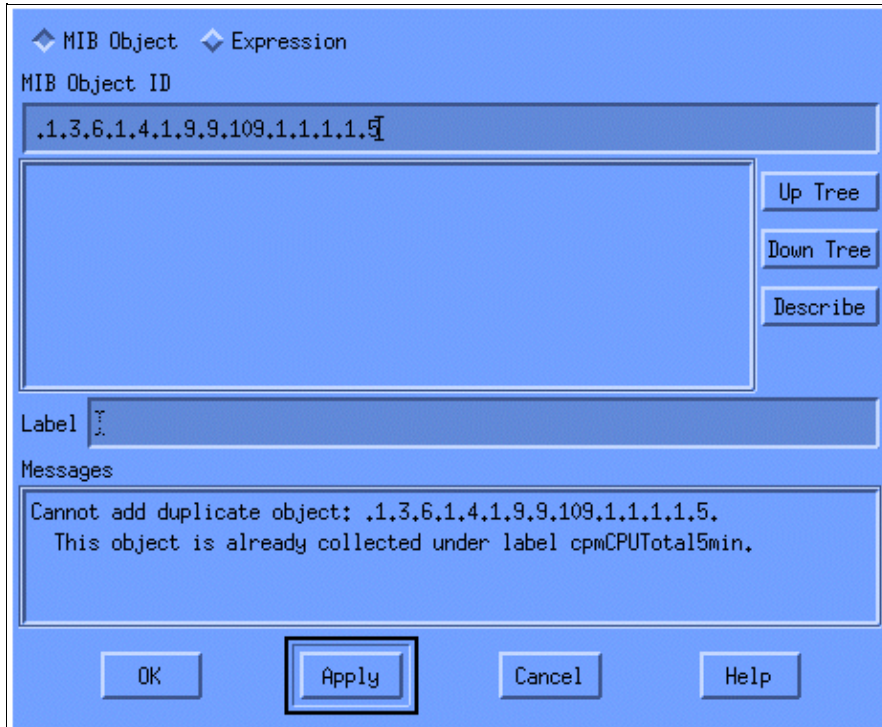 MIB Object Expression
MIB Object ID
.1.3.6.1.4.1.9.9.109.1.1.1.1.5
Up Tree
Down Tree
Describe
Label
Messages
Cannot add duplicate object: .1.3.6.1.4.1.9.9.109.1.1.1.1.5.
This object is already collected under label cpmCPUTotal5min.
OK Apply Cancel Help